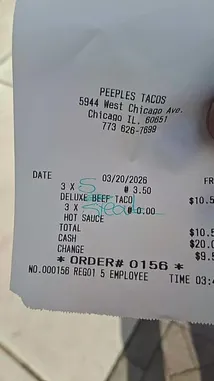 PEEPLES TACOS
5944 West Chicago Ave.
Chicago IL, 60651
773 626-7699
DATE 03/20/2026 FR
3 X 5 @ 3.50
DELUXE BEEF TACO $10.5
3 X Steak @ 0.00
HOT SAUCE
TOTAL $10.5
CASH $20.0
CHANGE $9.5
* ORDER# 0156 *
NO.000156 REG01 S EMPLOYEE TIME 03:4